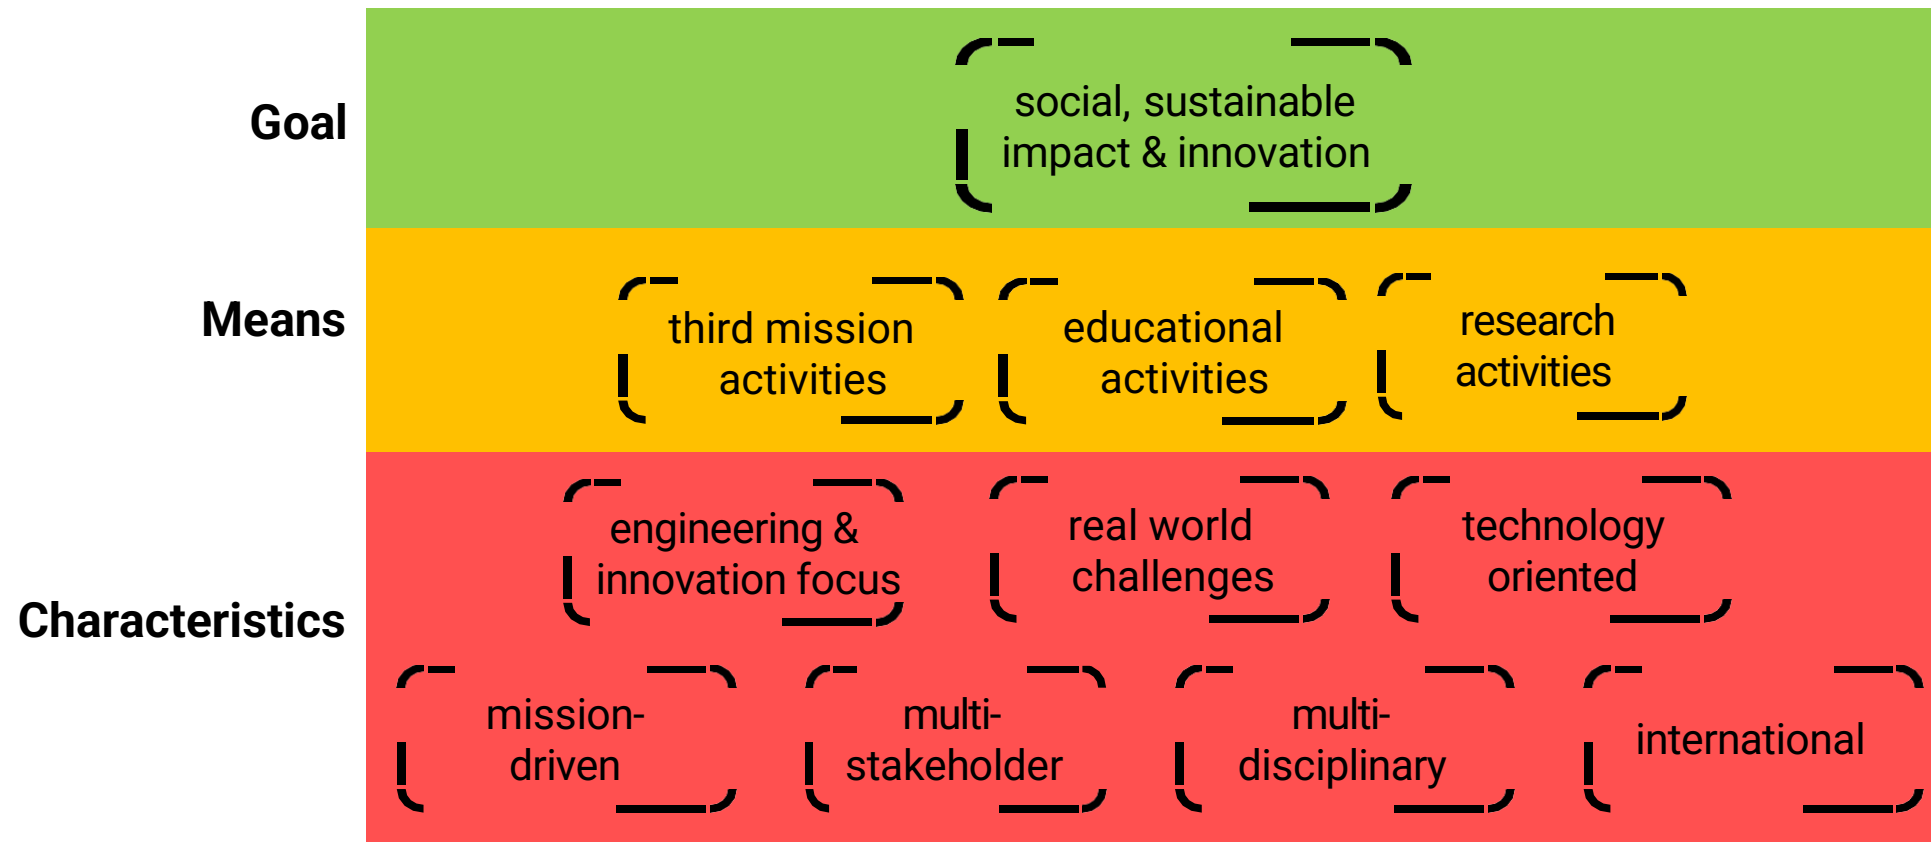 Goal
social, sustainable
impact & innovation
Means
third mission
activities
educational
activities
research
activities
Characteristics
engineering &
innovation focus
real world
challenges
technology
oriented
mission-
driven
multi-
stakeholder
multi-
disciplinary
international